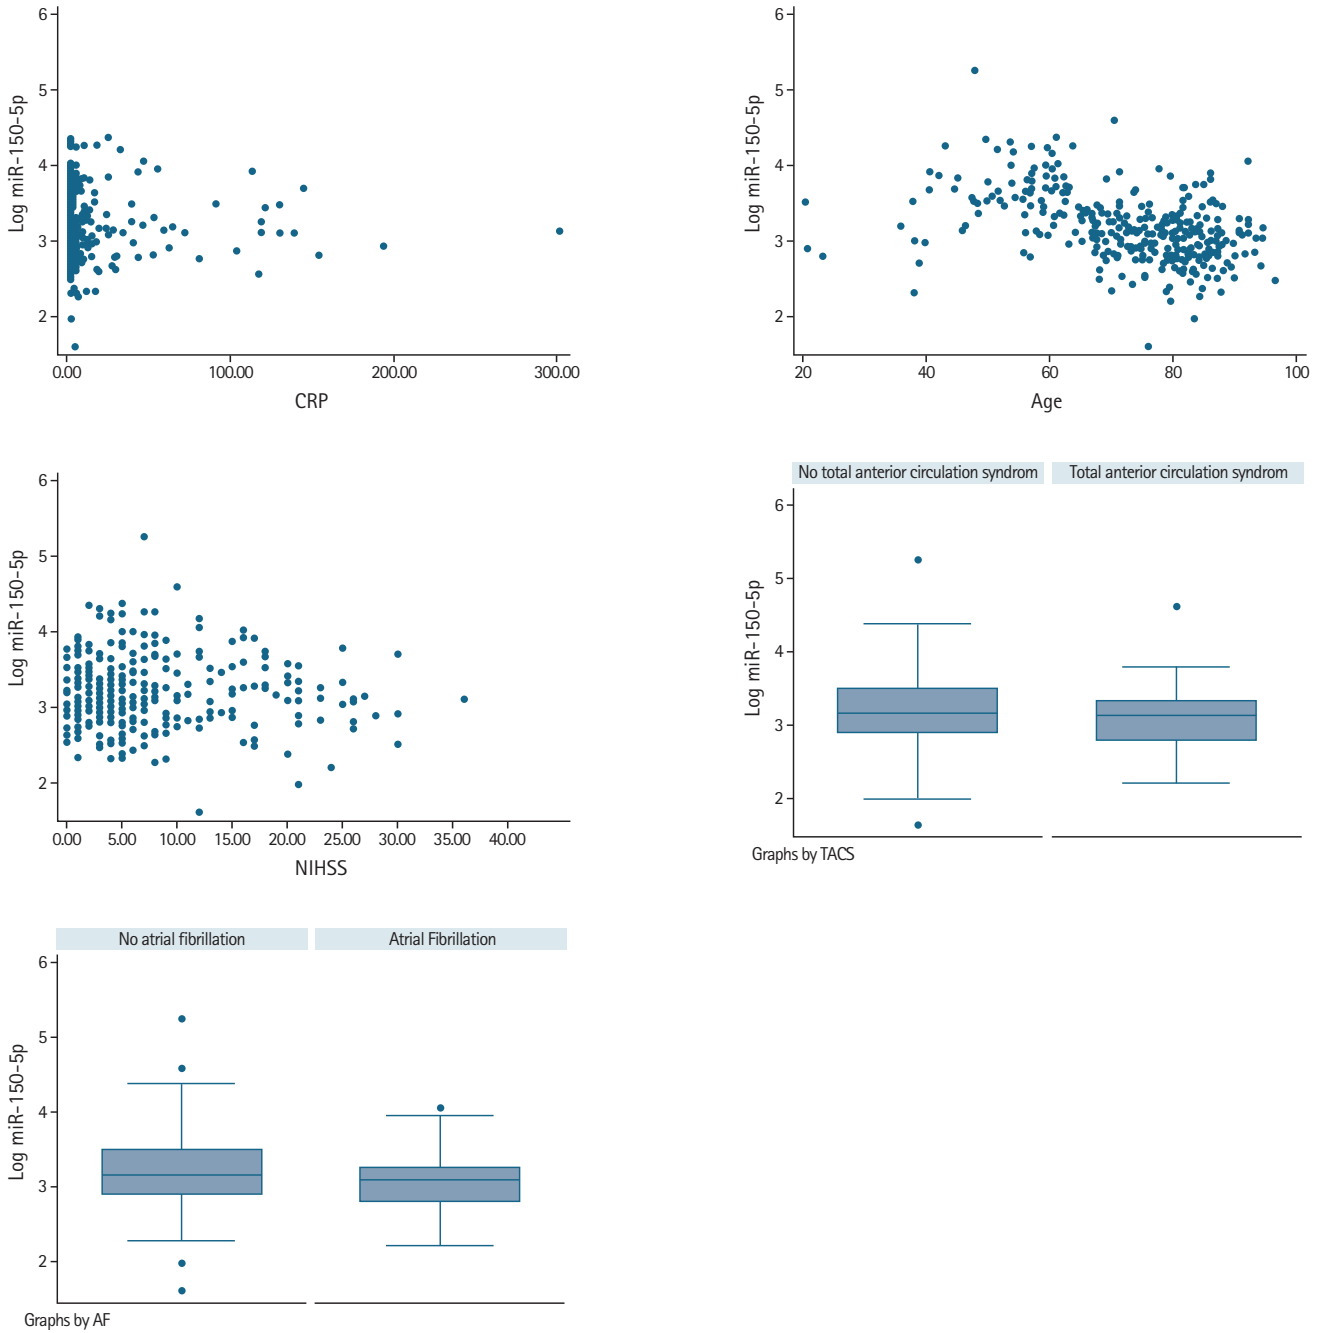 6
5
4
3
2
Log miR-150-5p
0.00 100.00 200.00 300.00
CRP
6
5
4
3
2
Log miR-150-5p
20 40 60 80 100
Age
6
5
4
3
2
Log miR-150-5p
0.00 5.00 10.00 15.00 20.00 25.00 30.00 35.00 40.00
NIHSS
No total anterior circulation syndrom Total anterior circulation syndrom
6
5
4
3
2
Log miR-150-5p
Graphs by TACS
No atrial fibrillation Atrial Fibrillation
6
5
4
3
2
Log miR-150-5p
Graphs by AF